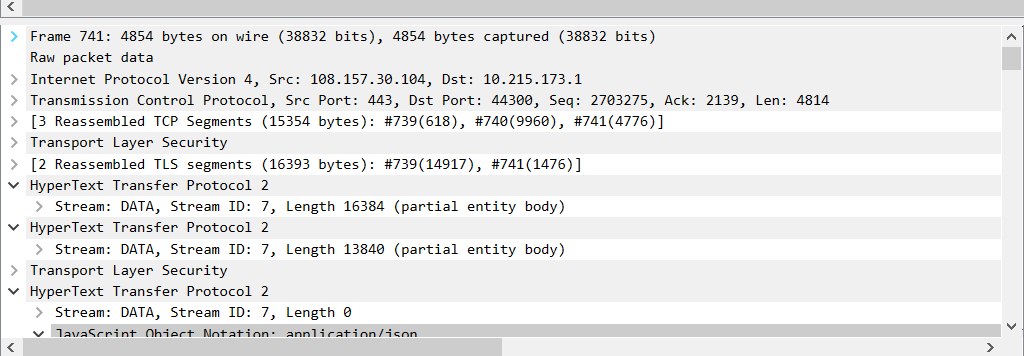 Frame 741: 4854 bytes on wire (38832 bits), 4854 bytes captured (38832 bits)
Raw packet data
Internet Protocol Version 4, Src: 108.157.30.104, Dst: 10.215.173.1
Transmission Control Protocol, Src Port: 443, Dst Port: 44300, Seq: 2703275, Ack: 2139, Len: 4814
[3 Reassembled TCP Segments (15354 bytes): #739(618), #740(9960), #741(4776)]
Transport Layer Security
[2 Reassembled TLS segments (16393 bytes): #739(14917), #741(1476)]
HyperText Transfer Protocol 2
Stream: DATA, Stream ID: 7, Length 16384 (partial entity body)
HyperText Transfer Protocol 2
Stream: DATA, Stream ID: 7, Length 13840 (partial entity body)
Transport Layer Security
HyperText Transfer Protocol 2
Stream: DATA, Stream ID: 7, Length 0
JavaScript Object Notation: application/json